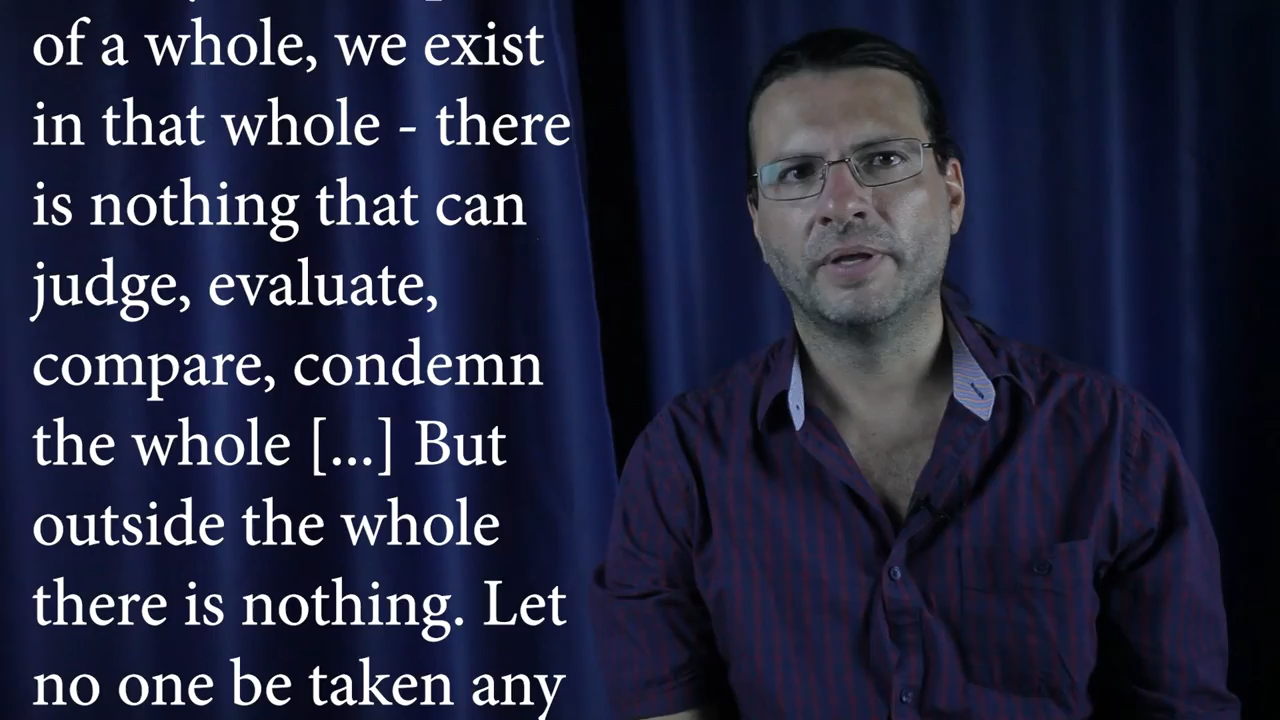 of a whole, we exist
in that whole - there
is nothing that can
judge, evaluate,
compare, condemn
the whole [...] But
outside the whole
there is nothing. Let
no one be taken any